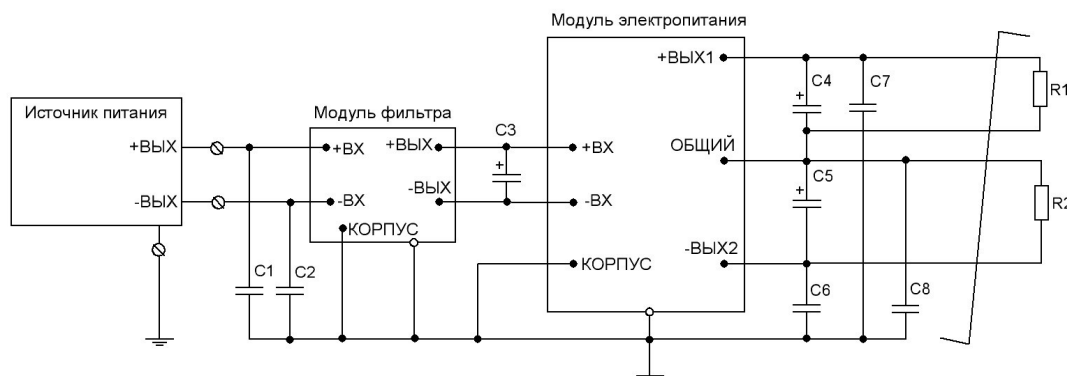 Модуль электропитания
Источник питания
+ВЫХ
-ВЫХ
Модуль фильтра
+ВХ
-ВХ
+ВЫХ
-ВЫХ
КОРПУС
C1
C2
C3
+
+ВХ
-ВХ
КОРПУС
+ВЫХ1
ОБЩИЙ
-ВЫХ2
C4
+
C7
R1
C5
+
R2
C6
C8